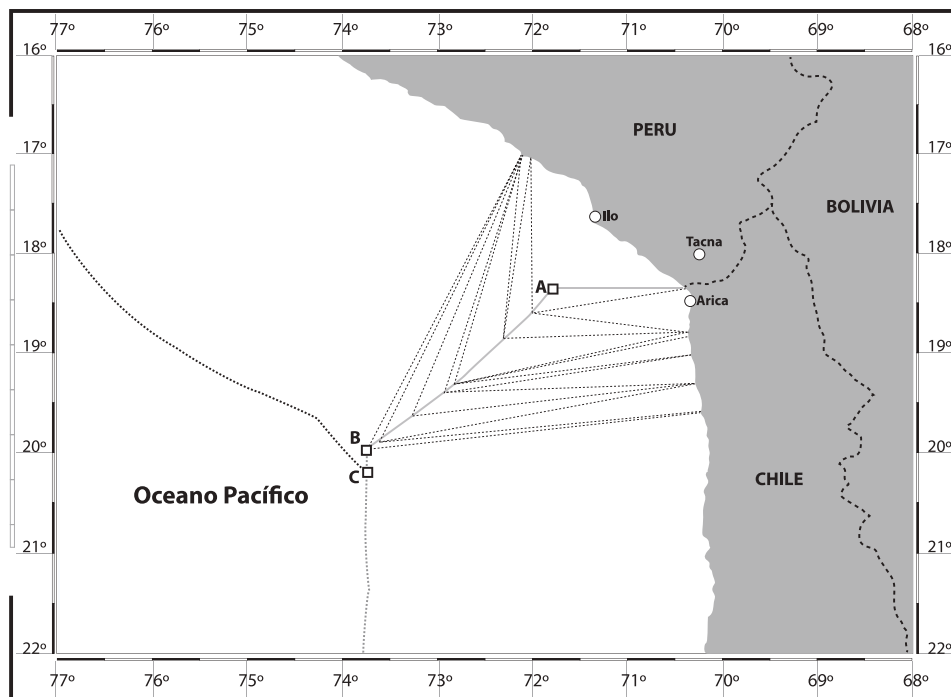 77º 76º 75º 74º 73º 72º 71º 70º 69º 68º
16º 16º
PERU
17º 17º
BOLIVIA
Ilo
18º 18º
Tacna
A
Arica
19º 19º
B
20º 20º
C
CHILE
Oceano Pacífico
21º 21º
22º 22º
77º 76º 75º 74º 73º 72º 71º 70º 69º 68º